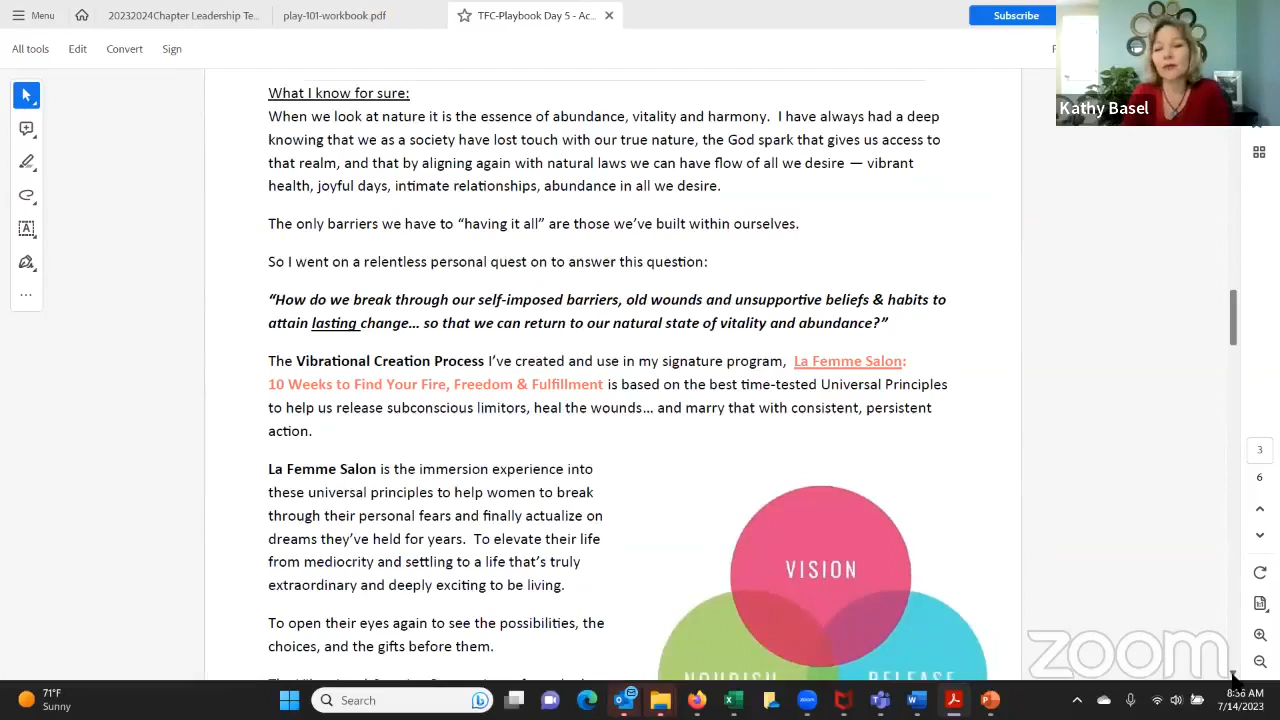 Menu
20232024Chapter Leadership Te...
play-101-workbook.pdf
TFC-Playbook Day 5 - Ac...
Subscribe
All tools
Edit
Convert
Sign
Kathy Basel
What I know for sure:
When we look at nature it is the essence of abundance, vitality and harmony. I have always had a deep
knowing that we as a society have lost touch with our true nature, the God spark that gives us access to
that realm, and that by aligning again with natural laws we can have flow of all we desire — vibrant
health, joyful days, intimate relationships, abundance in all we desire.
The only barriers we have to “having it all” are those we’ve built within ourselves.
So I went on a relentless personal quest on to answer this question:
“How do we break through our self-imposed barriers, old wounds and unsupportive beliefs & habits to
attain lasting change... so that we can return to our natural state of vitality and abundance?”
The Vibrational Creation Process I’ve created and use in my signature program, La Femme Salon:
10 Weeks to Find Your Fire, Freedom & Fulfillment is based on the best time-tested Universal Principles
to help us release subconscious limitors, heal the wounds... and marry that with consistent, persistent
action.
La Femme Salon is the immersion experience into
these universal principles to help women to break
through their personal fears and finally actualize on
dreams they’ve held for years. To elevate their life
from mediocrity and settling to a life that’s truly
extraordinary and deeply exciting to be living.
To open their eyes again to see the possibilities, the
choices, and the gifts before them.
VISION
NOURISH
RELEASE
3
6
zoom
71°F
Sunny
Search
8:36 AM
7/14/2023